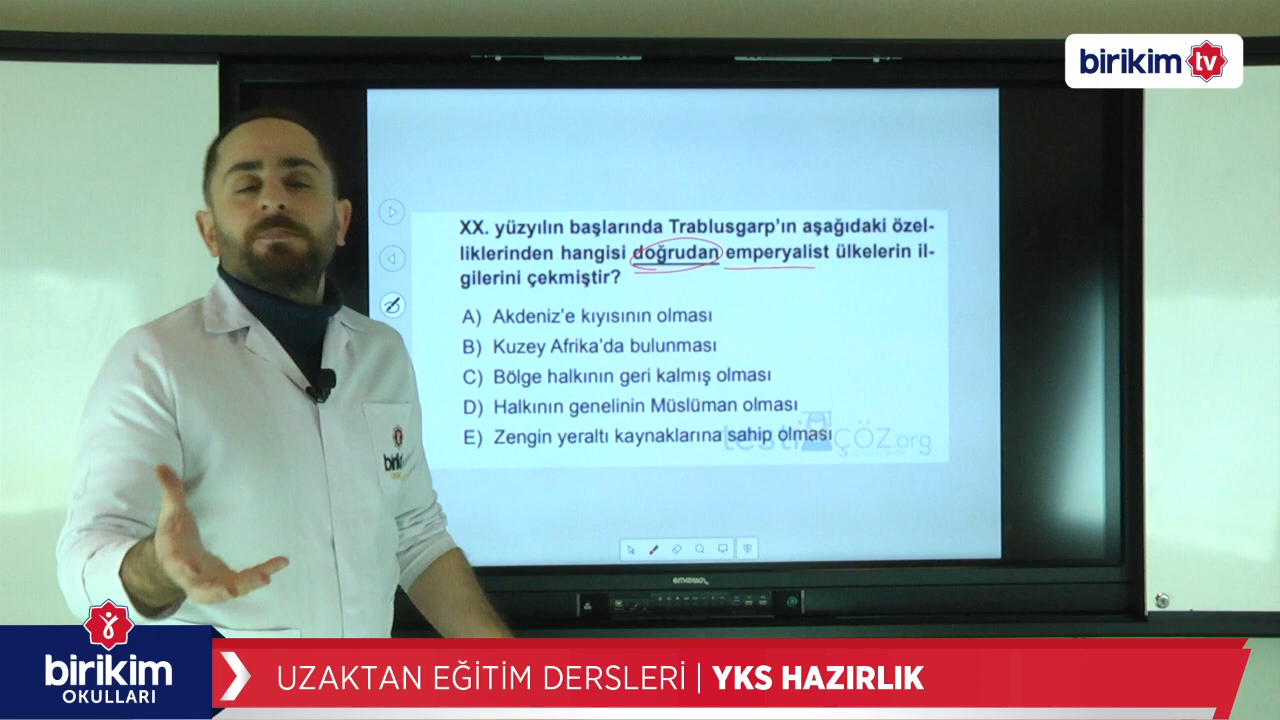 birikim tv
XX. yüzyılın başlarında Trablusgarp'ın aşağıdaki özel-
liklerinden hangisi doğrudan emperyalist ülkelerin il-
gilerini çekmiştir?
A) Akdeniz'e kıyısının olması
B) Kuzey Afrika'da bulunması
C) Bölge halkının geri kalmış olması
D) Halkının genelinin Müslüman olması
E) Zengin yeraltı kaynaklarına sahip olması
testi ÇÖZ.org
birikim
OKULLARI
UZAKTAN EĞİTİM DERSLERİ | YKS HAZIRLIK